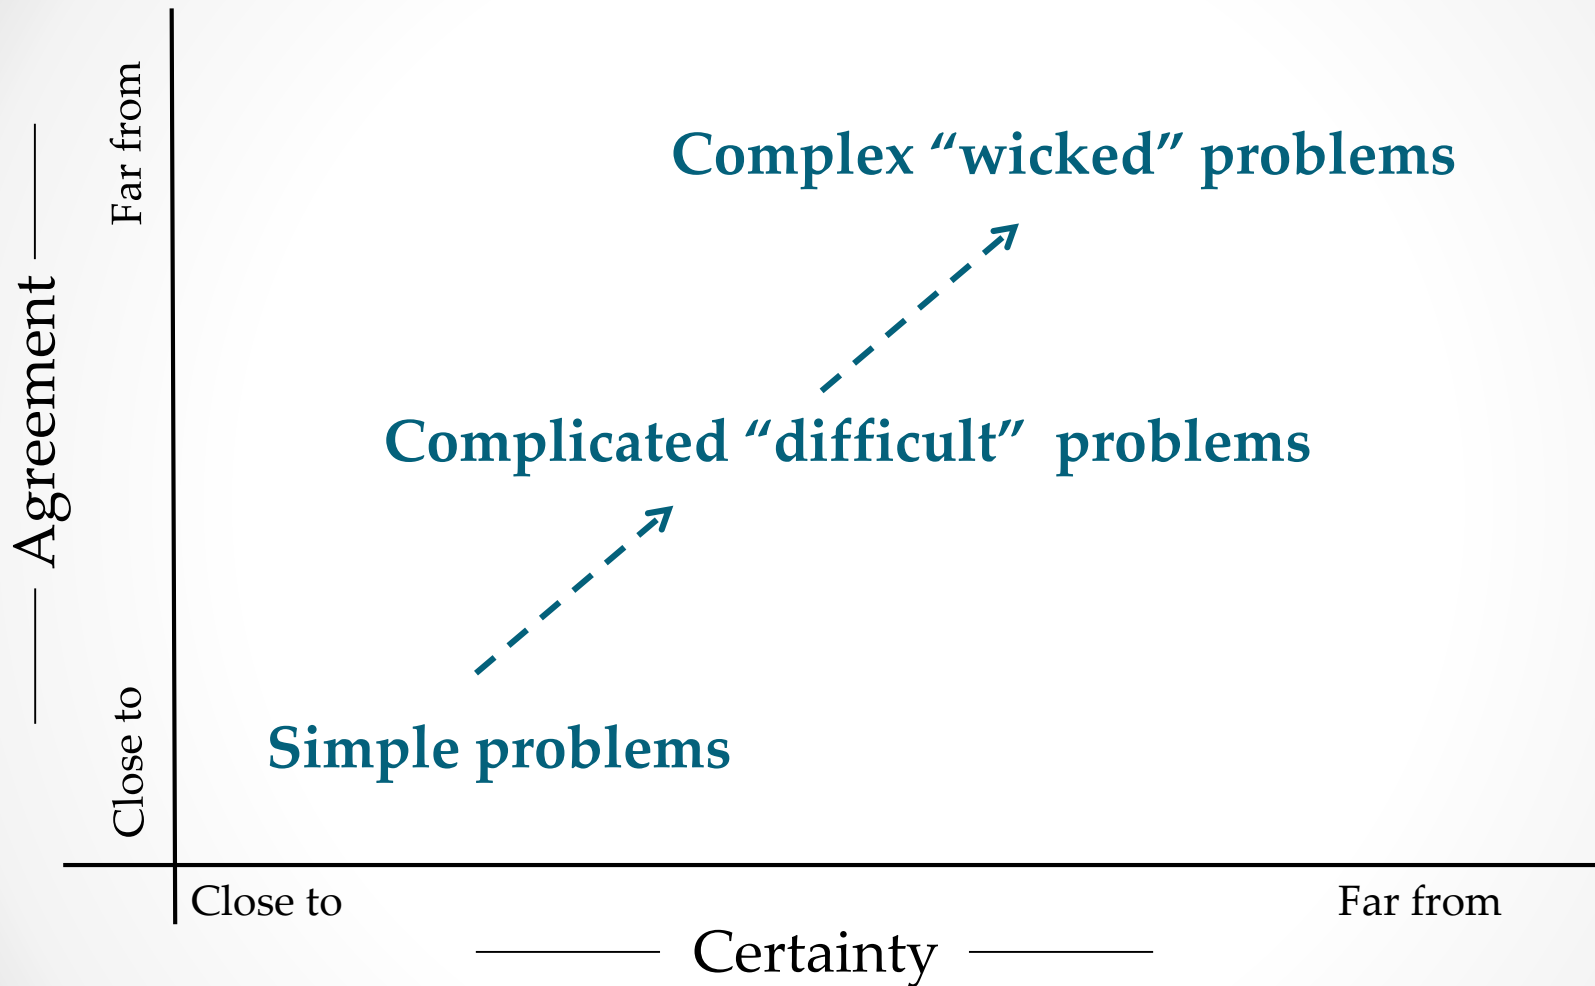 Far from
Complex “wicked” problems
Agreement
Complicated “difficult” problems
Close to
Simple problems
Close to
Far from
Certainty